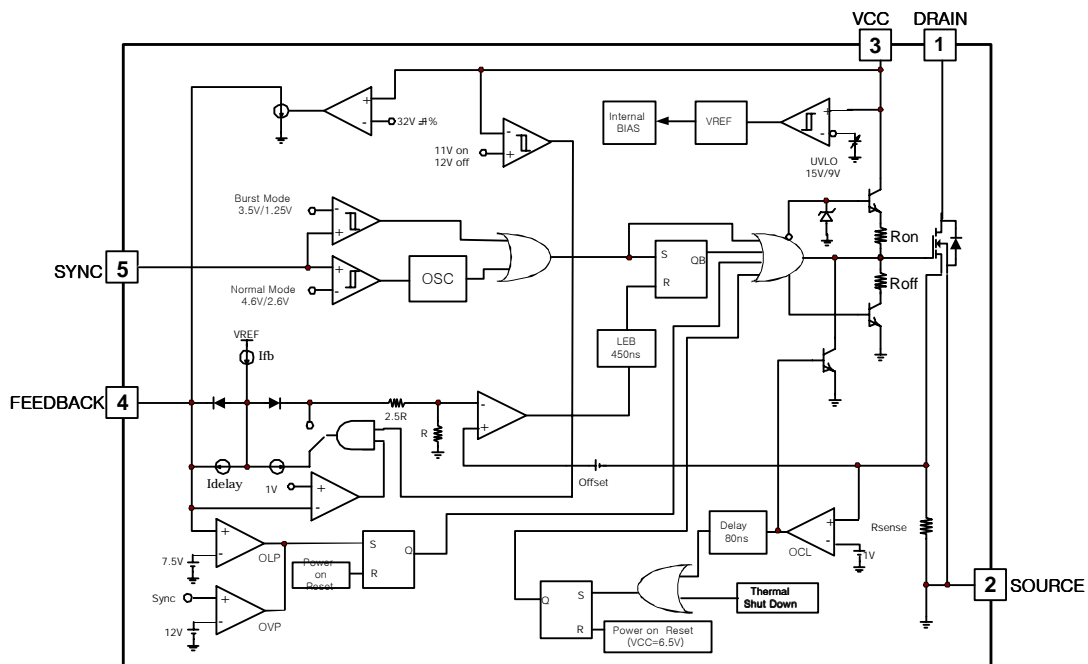 VCC DRAIN
3
1
+
-
32V
%
-
+
11V on
12V off
Internal
BIAS
VREF
+
-
UVLO
15V/9V
Burst Mode
3.5V/1.25V
-
+
SYNC 5
+
-
OSC
Normal Mode
4.6V/2.6V
S
QB
R
Ron
Roff
LEB
450ns
VREF
Ifb
FEEDBACK 4
2.5R
R
-
+
Idelay
1V
+
-
Offset
+
-
OLP
7.5V
S
Q
R
Power
on
Reset
Sync
+
-
12V
OVP
Delay
80ns
+
-
OCL
1V
Rsense
Q
S
R
Thermal
Shut Down
Power on Reset
(VCC=6.5V)
2 SOURCE